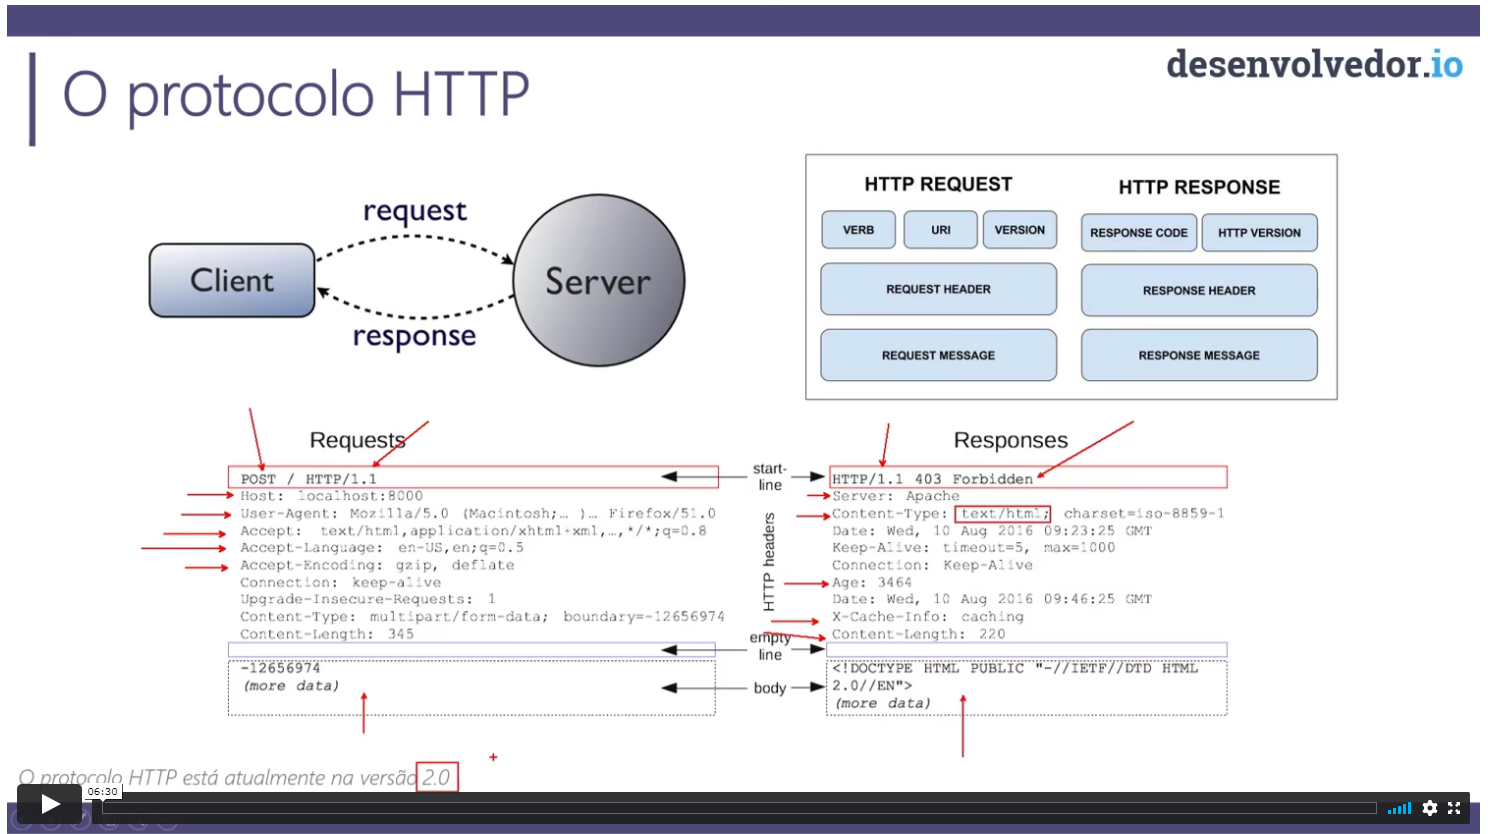 desenvolvedor.io
O protocolo HTTP
request
Client
Server
response
HTTP REQUEST
VERB
URI
VERSION
REQUEST HEADER
REQUEST MESSAGE
HTTP RESPONSE
RESPONSE CODE
HTTP VERSION
RESPONSE HEADER
RESPONSE MESSAGE
Requests
POST / HTTP/1.1
Host: localhost:8000
User-Agent: Mozilla/5.0 (Macintosh;… )… Firefox/51.0
Accept: text/html,application/xhtml+xml,…,*/*;q=0.8
Accept-Language: en-US,en;q=0.5
Accept-Encoding: gzip, deflate
Connection: keep-alive
Upgrade-Insecure-Requests: 1
Content-Type: multipart/form-data; boundary=-12656974
Content-Length: 345
-12656974
(more data)
start-
line
HTTP headers
empty
line
body
Responses
HTTP/1.1 403 Forbidden
Server: Apache
Content-Type: text/html; charset=iso-8859-1
Date: Wed, 10 Aug 2016 09:23:25 GMT
Keep-Alive: timeout=5, max=1000
Connection: Keep-Alive
Age: 3464
Date: Wed, 10 Aug 2016 09:46:25 GMT
X-Cache-Info: caching
Content-Length: 220
<!DOCTYPE HTML PUBLIC "-//IETF//DTD HTML
2.0//EN">
(more data)
O protocolo HTTP está atualmente na versão 2.0
06:30